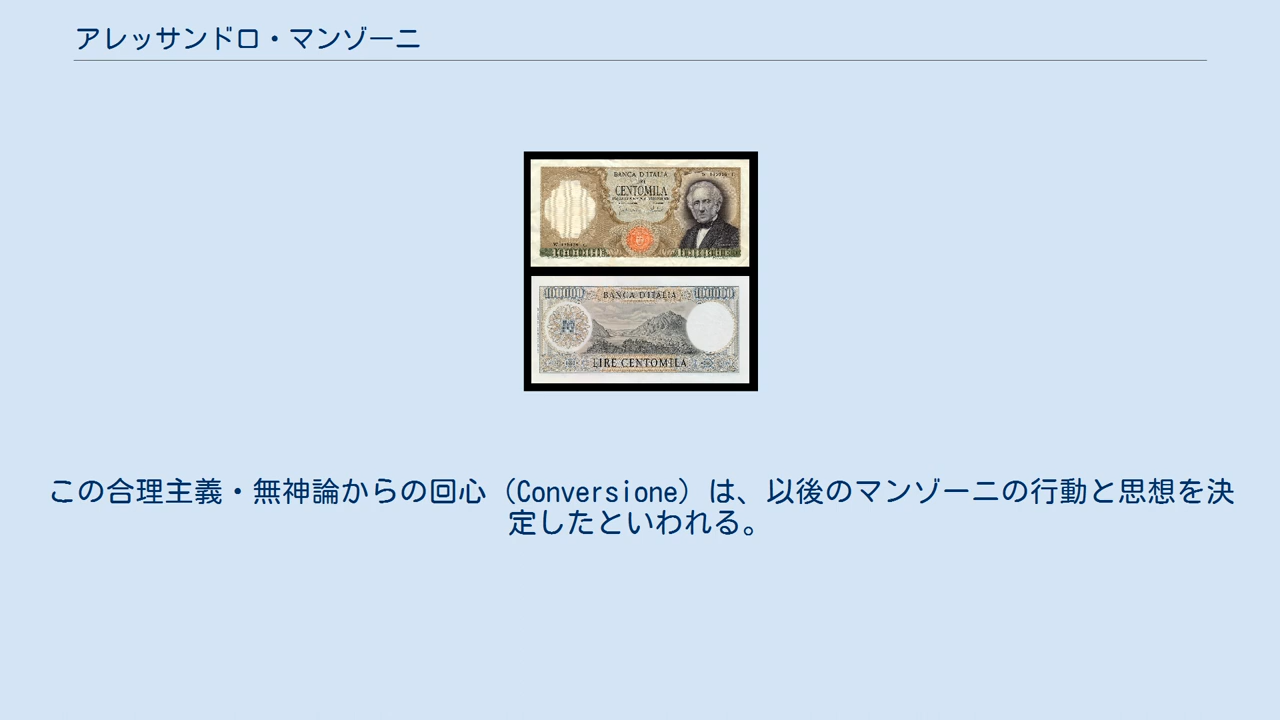 アレッサンドロ・マンゾーニ
BANCA D'ITALIA
CENTOMILA
100000 BANCA D'ITALIA 100000
LIRE CENTOMILA
この合理主義・無神論からの回心（Conversione）は、以後のマンゾーニの行動と思想を決
定したといわれる。